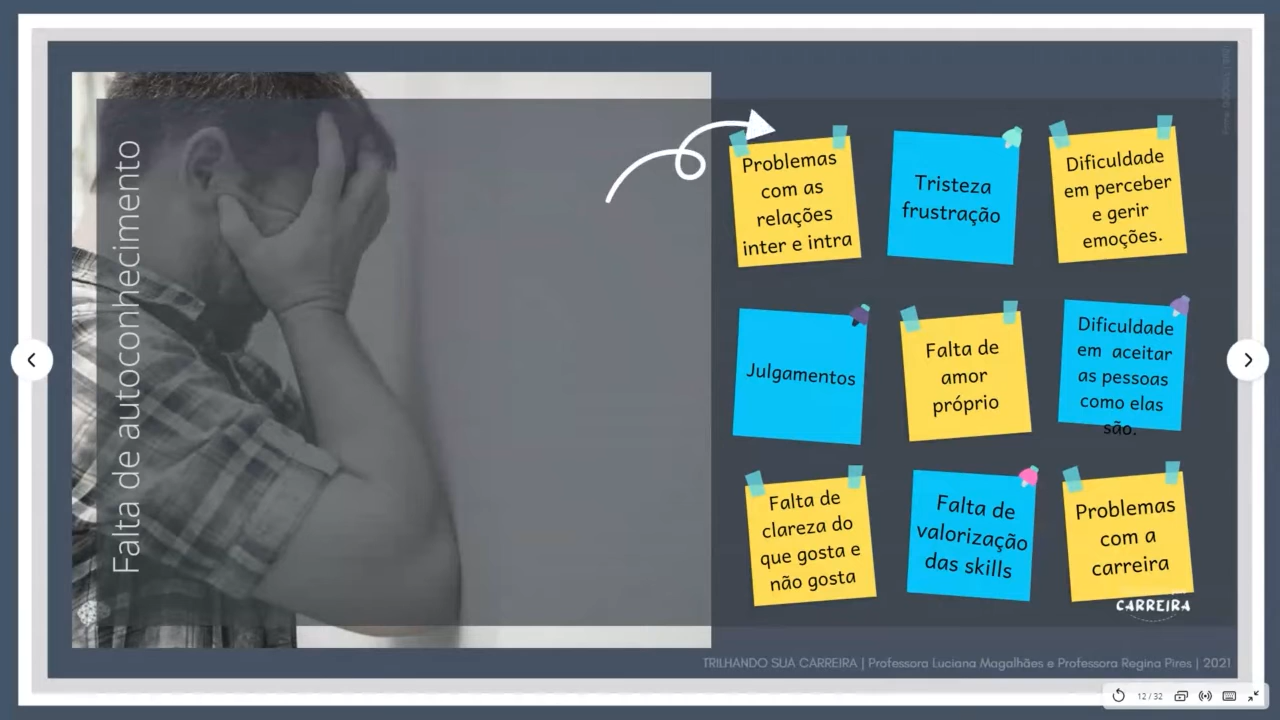 Falta de autoconhecimento
Problemas
com as
relações
inter e intra
Tristeza
frustração
Dificuldade
em perceber
e gerir
emoções.
Julgamentos
Falta de
amor
próprio
Dificuldade
em aceitar
as pessoas
como elas
são.
Falta de
clareza do
que gosta e
não gosta
Falta de
valorização
das skills
Problemas
com a
carreira
CARREIRA
TRILHANDO SUA CARREIRA | Professora Luciana Magalhães e Professora Regina Pires | 2021
12 / 32